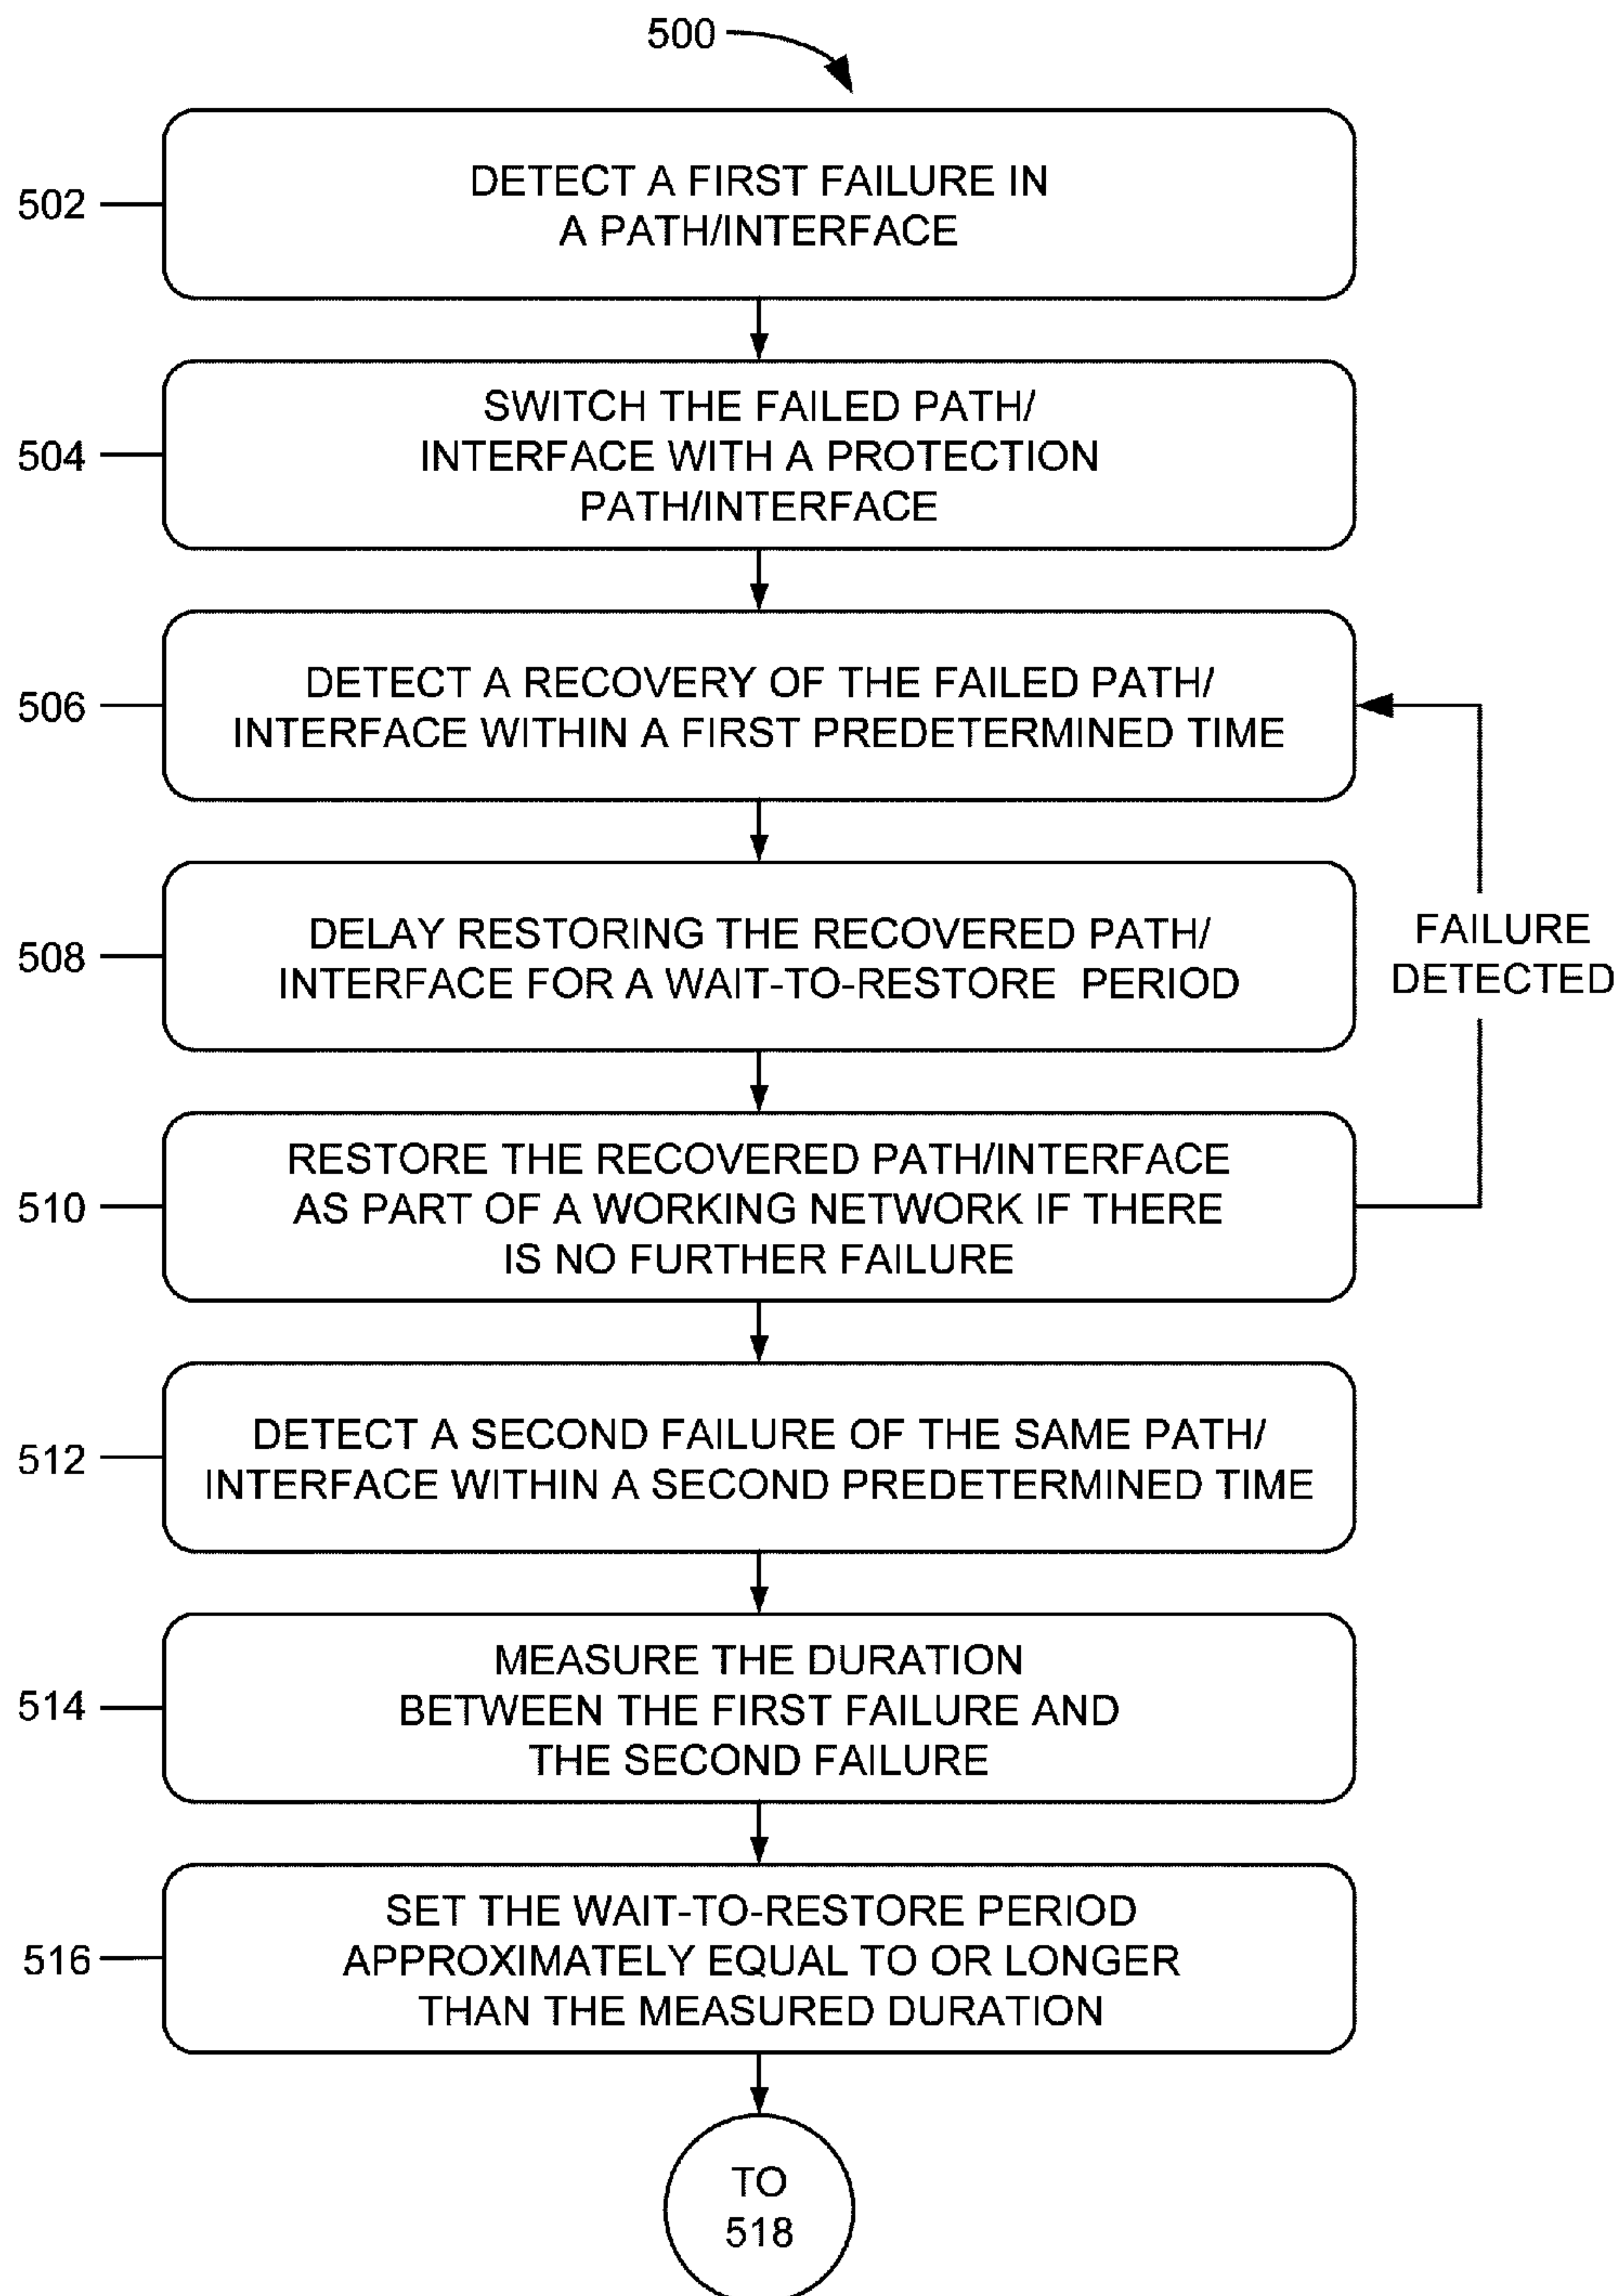 500
502
DETECT A FIRST FAILURE IN
A PATH/INTERFACE
504
SWITCH THE FAILED PATH/
INTERFACE WITH A PROTECTION
PATH/INTERFACE
506
DETECT A RECOVERY OF THE FAILED PATH/
INTERFACE WITHIN A FIRST PREDETERMINED TIME
508
DELAY RESTORING THE RECOVERED PATH/
INTERFACE FOR A WAIT-TO-RESTORE PERIOD
FAILURE
DETECTED
510
RESTORE THE RECOVERED PATH/INTERFACE
AS PART OF A WORKING NETWORK IF THERE
IS NO FURTHER FAILURE
512
DETECT A SECOND FAILURE OF THE SAME PATH/
INTERFACE WITHIN A SECOND PREDETERMINED TIME
514
MEASURE THE DURATION
BETWEEN THE FIRST FAILURE AND
THE SECOND FAILURE
516
SET THE WAIT-TO-RESTORE PERIOD
APPROXIMATELY EQUAL TO OR LONGER
THAN THE MEASURED DURATION
TO
518